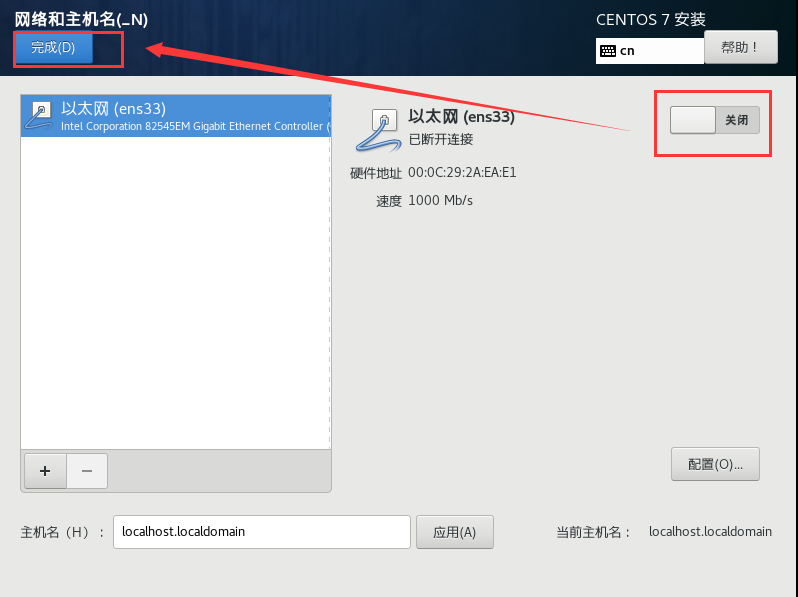 网络和主机名(_N)
CENTOS 7 安装
完成(D)
cn
帮助！
以太网 (ens33)
Intel Corporation 82545EM Gigabit Ethernet Controller (
以太网 (ens33)
已断开连接
关闭
硬件地址 00:0C:29:2A:EA:E1
速度 1000 Mb/s
+
−
配置(O)...
主机名（H）： localhost.localdomain 应用(A) 当前主机名： localhost.localdomain